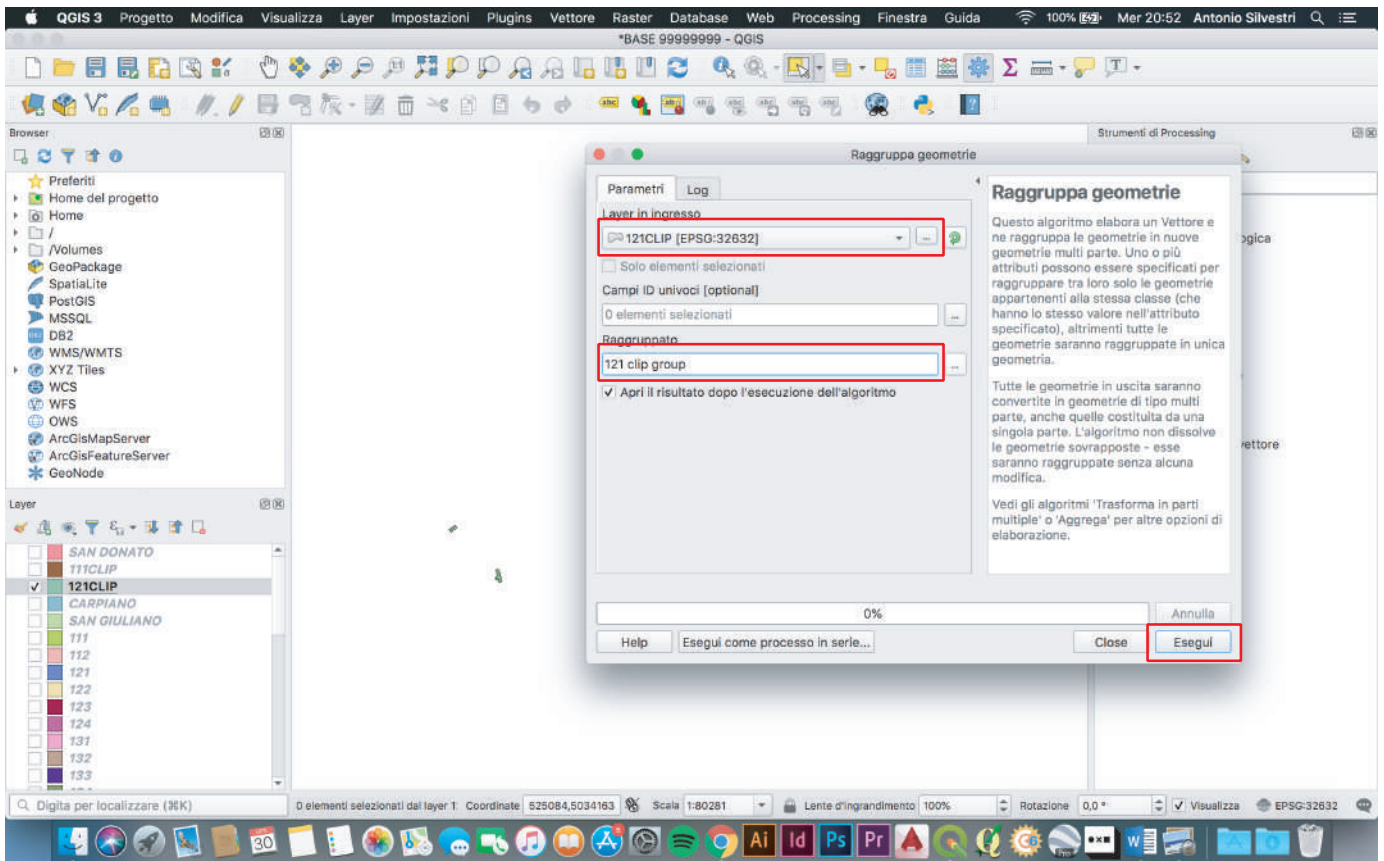 QGIS 3 Progetto Modifica Visualizza Layer Impostazioni Plugins Vettore Raster Database Web Processing Finestra Guida 100% Mer 20:52 Antonio Silvestri
*BASE 99999999 - QGIS
Browser
Preferiti
Home del progetto
Home
/
/Volumes
GeoPackage
SpatiaLite
PostGIS
MSSQL
DB2
WMS/WMTS
XYZ Tiles
WCS
WFS
OWS
ArcGisMapServer
ArcGisFeatureServer
GeoNode
Layer
SAN DONATO
111CLIP
121CLIP
CARPIANO
SAN GIULIANO
111
112
121
122
123
124
131
132
133
Raggruppa geometrie
Parametri Log
Layer in ingresso
121CLIP [EPSG:32632]
Solo elementi selezionati
Campi ID univoci [optional]
0 elementi selezionati
Raggruppato
121 clip group
Apri il risultato dopo l'esecuzione dell'algoritmo
Raggruppa geometrie
Questo algoritmo elabora un Vettore e
ne raggruppa le geometrie in nuove
geometrie multi parte. Uno o più
attributi possono essere specificati per
raggruppare tra loro solo le geometrie
appartenenti alla stessa classe (che
hanno lo stesso valore nell'attributo
specificato), altrimenti tutte le
geometrie saranno raggruppate in unica
geometria.
Tutte le geometrie in uscita saranno
convertite in geometrie di tipo multi
parte, anche quelle costituita da una
singola parte. L'algoritmo non dissolve
le geometrie sovrapposte - esse
saranno raggruppate senza alcuna
modifica.
Vedi gli algoritmi 'Trasforma in parti
multiple' o 'Aggrega' per altre opzioni di
elaborazione.
0%
Annulla
Help Esegui come processo in serie... Close Esegui
Strumenti di Processing
ogica
vettore
Digita per localizzare (⌘K) 0 elementi selezionati dal layer 1: Coordinate 525084,5034163 Scala 1:80281 Lente d'ingrandimento 100% Rotazione 0,0 ° Visualizza EPSG:32632
30 Ai Id Ps Pr W